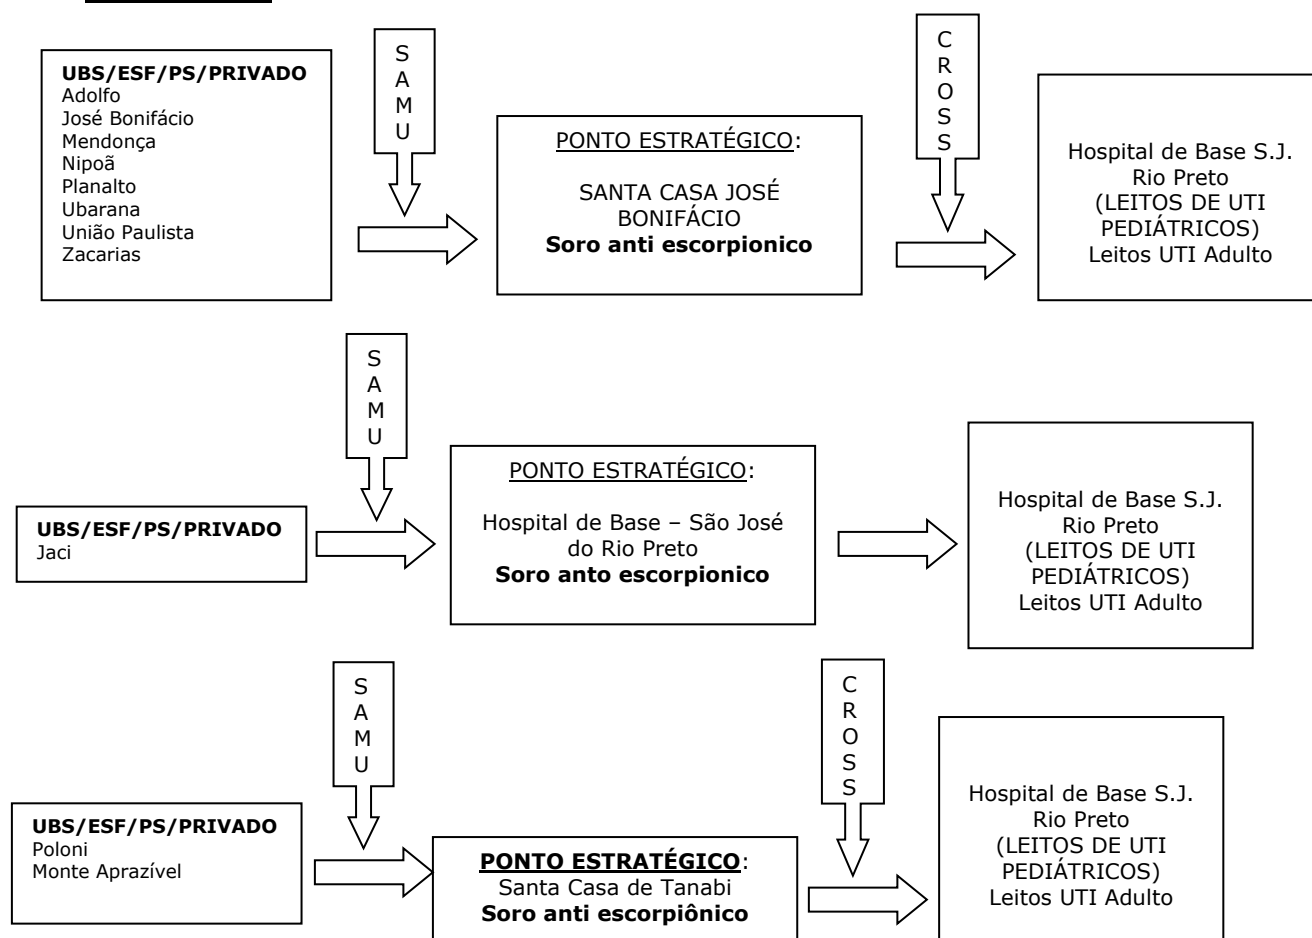 UBS/ESF/PS/PRIVADO
Adolfo
José Bonifácio
Mendonça
Nipoã
Planalto
Ubarana
União Paulista
Zacarias
S
A
M
U
PONTO ESTRATÉGICO:
SANTA CASA JOSÉ
BONIFÁCIO
Soro anti escorpionico
C
R
O
S
S
Hospital de Base S.J.
Rio Preto
(LEITOS DE UTI
PEDIÁTRICOS)
Leitos UTI Adulto
UBS/ESF/PS/PRIVADO
Jaci
S
A
M
U
PONTO ESTRATÉGICO:
Hospital de Base – São José
do Rio Preto
Soro anto escorpionico
Hospital de Base S.J.
Rio Preto
(LEITOS DE UTI
PEDIÁTRICOS)
Leitos UTI Adulto
UBS/ESF/PS/PRIVADO
Poloni
Monte Aprazível
S
A
M
U
PONTO ESTRATÉGICO:
Santa Casa de Tanabi
Soro anti escorpiônico
C
R
O
S
S
Hospital de Base S.J.
Rio Preto
(LEITOS DE UTI
PEDIÁTRICOS)
Leitos UTI Adulto